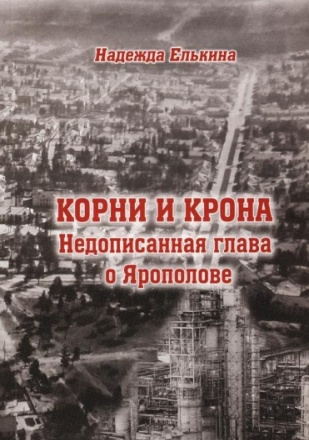 Надежда Елькина
КОРНИ И КРОНА
Недописанная глава
о Ярополове